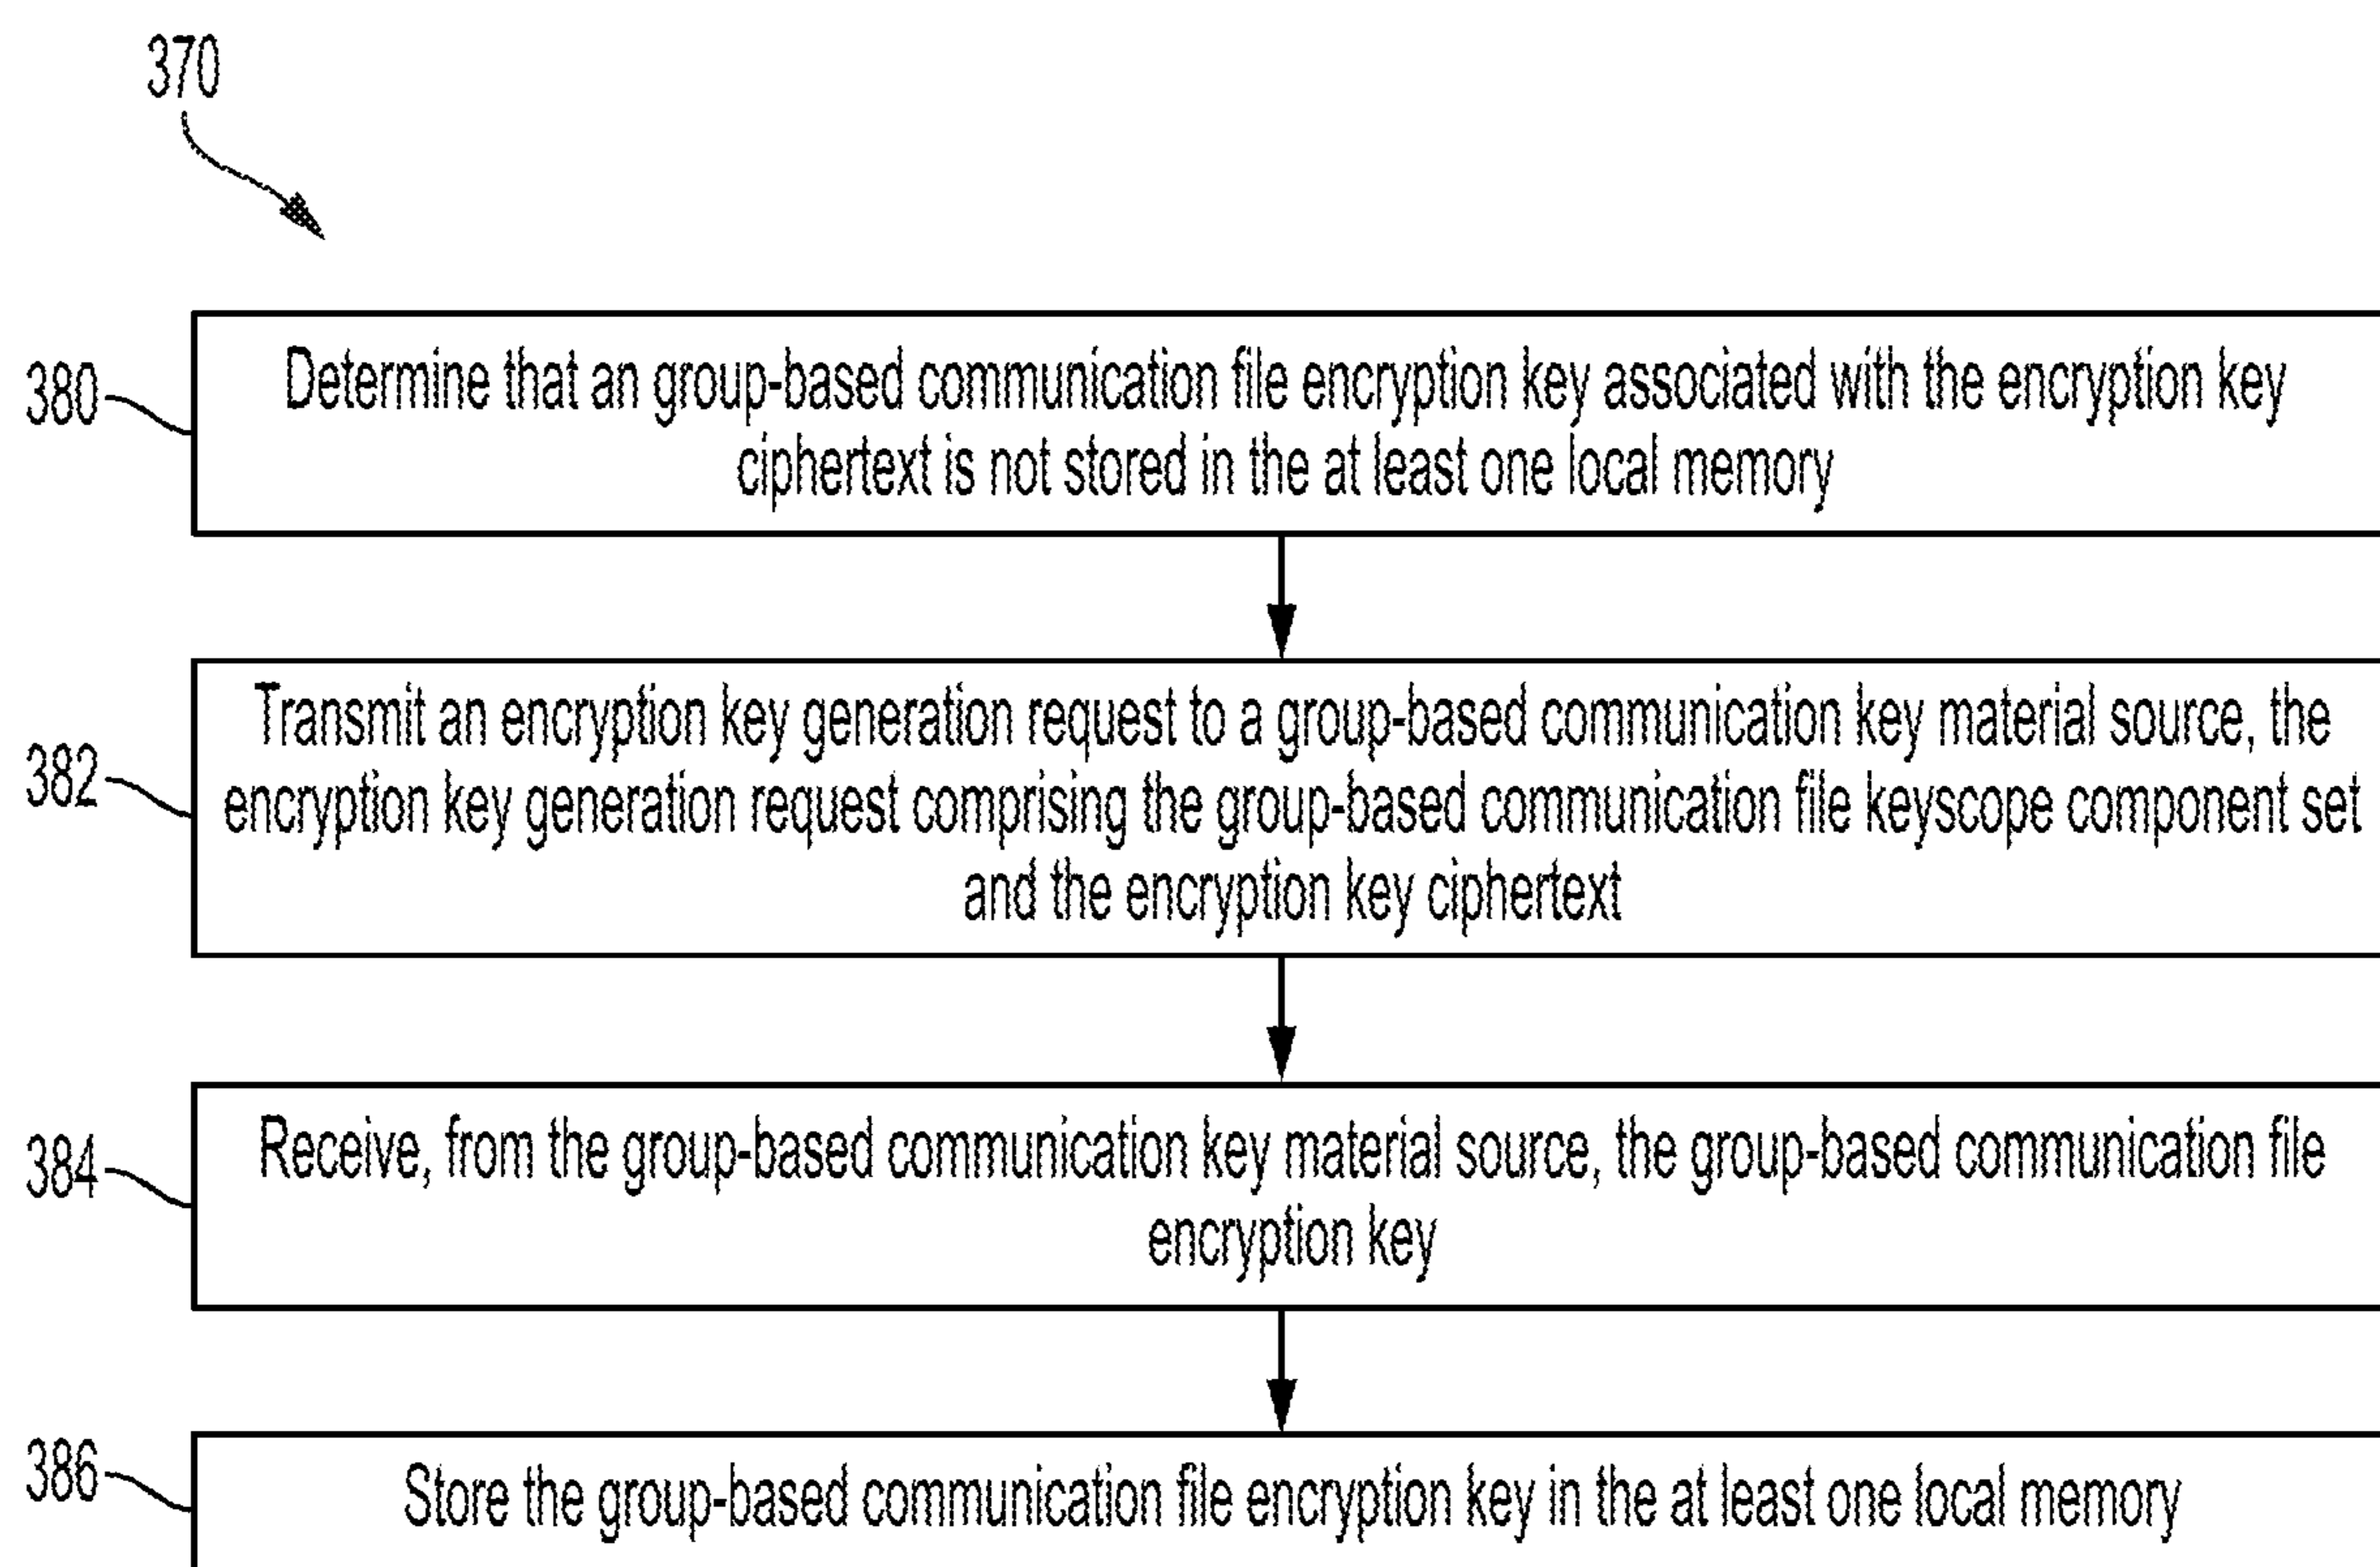 370
380
Determine that an group-based communication file encryption key associated with the encryption key
ciphertext is not stored in the at least one local memory
382
Transmit an encryption key generation request to a group-based communication key material source, the
encryption key generation request comprising the group-based communication file keyscope component set
and the encryption key ciphertext
384
Receive, from the group-based communication key material source, the group-based communication file
encryption key
386
Store the group-based communication file encryption key in the at least one local memory